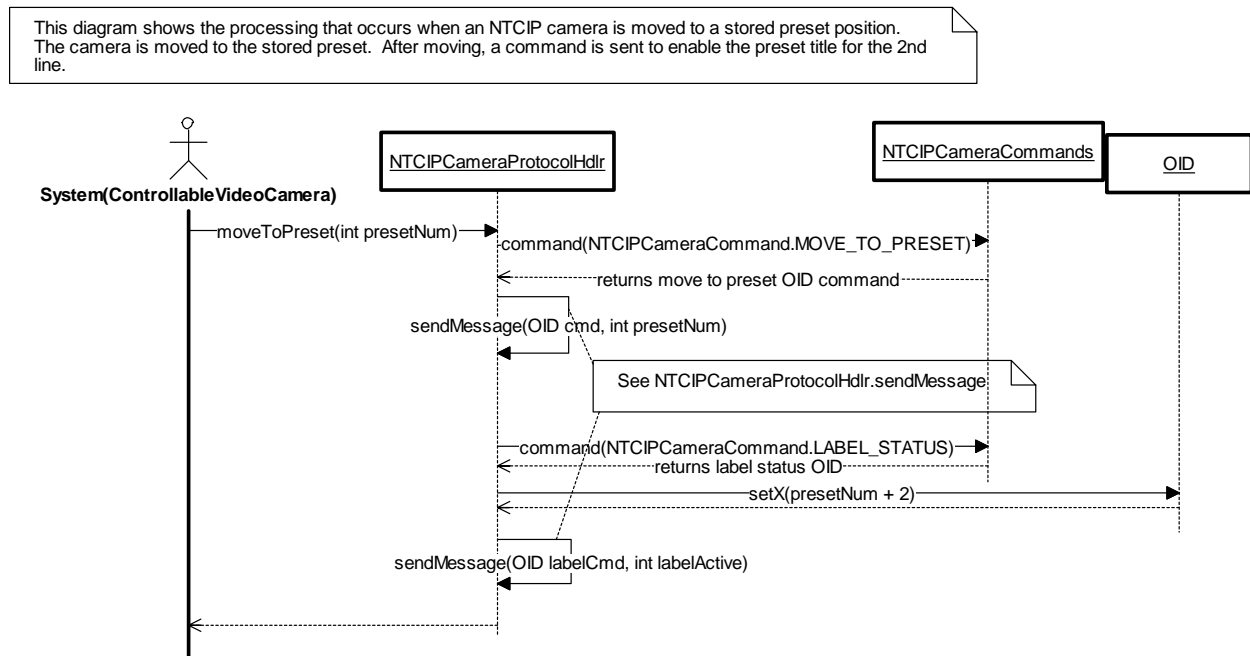 This diagram shows the processing that occurs when an NTCIP camera is moved to a stored preset position.
The camera is moved to the stored preset.  After moving, a command is sent to enable the preset title for the 2nd
line.
System(ControllableVideoCamera)
NTCIPCameraProtocolHdlr
NTCIPCameraCommands
OID
moveToPreset(int presetNum)
command(NTCIPCameraCommand.MOVE_TO_PRESET)
returns move to preset OID command
sendMessage(OID cmd, int presetNum)
See NTCIPCameraProtocolHdlr.sendMessage
command(NTCIPCameraCommand.LABEL_STATUS)
returns label status OID
setX(presetNum + 2)
sendMessage(OID labelCmd, int labelActive)